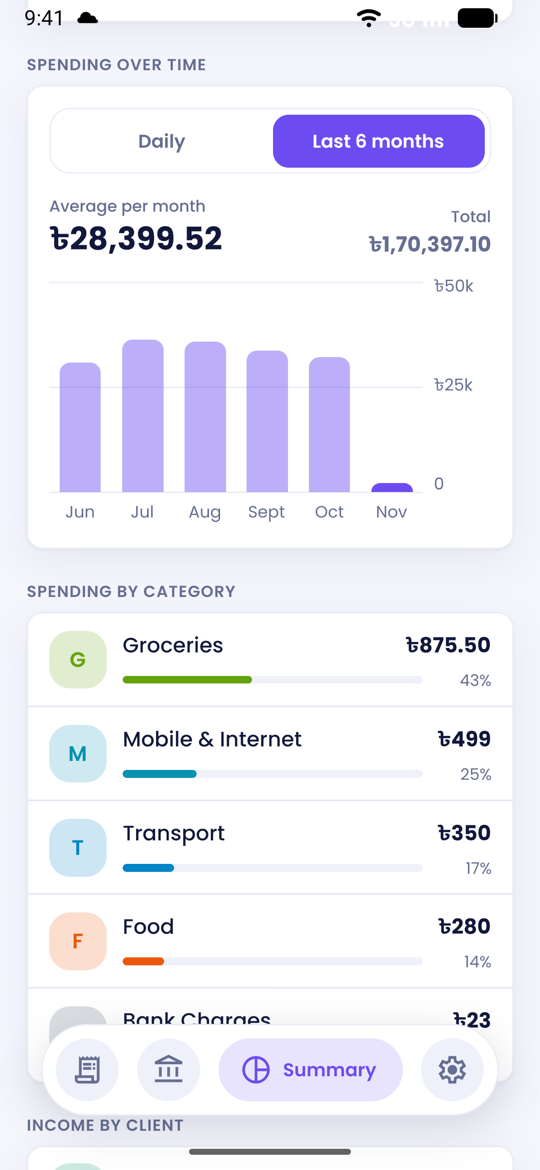 9:41
SPENDING OVER TIME
Daily
Last 6 months
Average per month
৳28,399.52
Total
৳1,70,397.10
৳50k
৳25k
0
Jun Jul Aug Sept Oct Nov
SPENDING BY CATEGORY
G
Groceries
৳875.50
43%
M
Mobile & Internet
৳499
25%
T
Transport
৳350
17%
F
Food
৳280
14%
Bank Charges
৳23
Summary
INCOME BY CLIENT